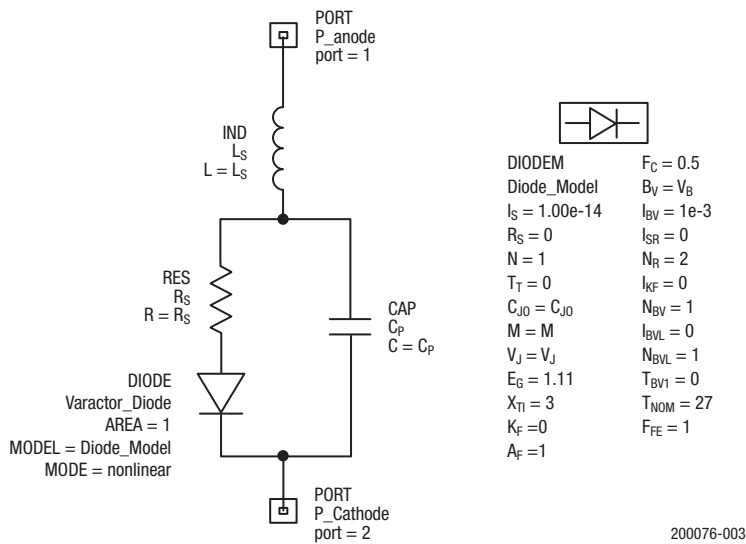 PORT
P_anode
port = 1
IND
LS
L = LS
RES
RS
R = RS
CAP
CP
C = CP
DIODE
Varactor_Diode
AREA = 1
MODEL = Diode_Model
MODE = nonlinear
PORT
P_Cathode
port = 2
DIODEM
Diode_Model
IS = 1.00e-14
RS = 0
N = 1
TT = 0
CJO = CJO
M = M
VJ = VJ
EG = 1.11
XTI = 3
KF =0
AF =1
FC = 0.5
BV = VB
IBV = 1e-3
ISR = 0
NR = 2
IKF = 0
NBV = 1
IBVL = 0
NBVL = 1
TBV1 = 0
TNOM = 27
FFE = 1
200076-003